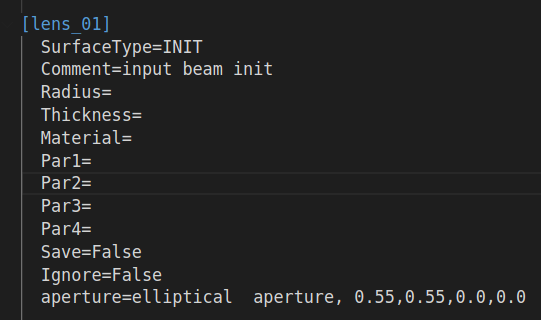 [lens_01]
SurfaceType=INIT
Comment=input beam init
Radius=
Thickness=
Material=
Par1=
Par2=
Par3=
Par4=
Save=False
Ignore=False
aperture=elliptical  aperture, 0.55,0.55,0.0,0.0